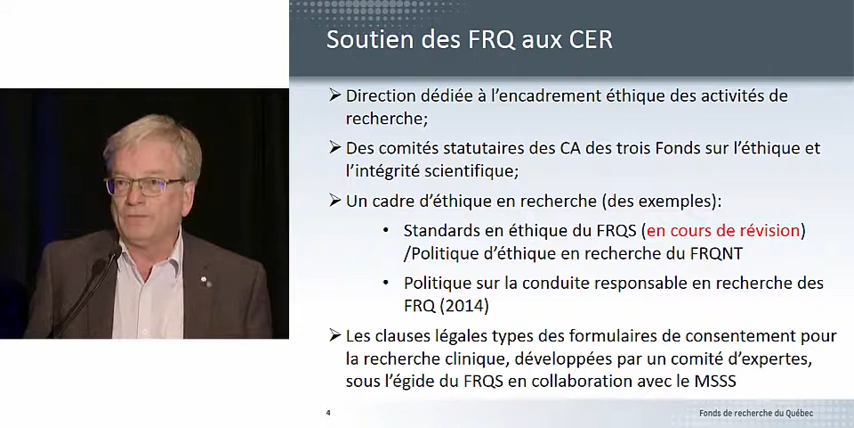 Soutien des FRQ aux CER
➢ Direction dédiée à l'encadrement éthique des activités de
recherche;
➢ Des comités statutaires des CA des trois Fonds sur l'éthique et
l'intégrité scientifique;
➢ Un cadre d'éthique en recherche (des exemples):
• Standards en éthique du FRQS (en cours de révision)
/Politique d'éthique en recherche du FRQNT
• Politique sur la conduite responsable en recherche des
FRQ (2014)
➢ Les clauses légales types des formulaires de consentement pour
la recherche clinique, développées par un comité d'expertes,
sous l'égide du FRQS en collaboration avec le MSSS
4
Fonds de recherche du Québec